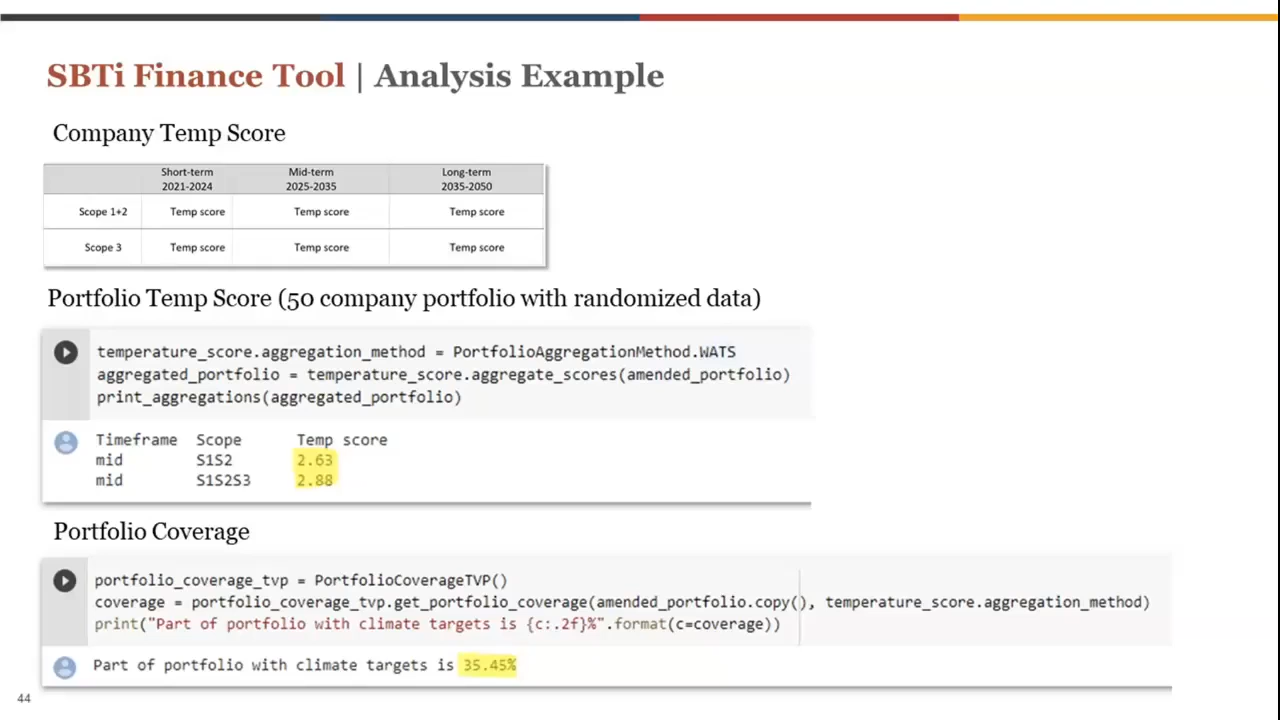 SBTi Finance Tool | Analysis Example
Company Temp Score
Short-term Mid-term Long-term
2021-2024 2025-2035 2035-2050
Scope 1+2 Temp score Temp score Temp score
Scope 3 Temp score Temp score Temp score
Portfolio Temp Score (50 company portfolio with randomized data)
temperature_score.aggregation_method = PortfolioAggregationMethod.WATS
aggregated_portfolio = temperature_score.aggregate_scores(amended_portfolio)
print_aggregations(aggregated_portfolio)
Timeframe Scope Temp score
mid S1S2 2.63
mid S1S2S3 2.88
Portfolio Coverage
portfolio_coverage_tvp = PortfolioCoverageTVP()
coverage = portfolio_coverage_tvp.get_portfolio_coverage(amended_portfolio.copy(), temperature_score.aggregation_method)
print("Part of portfolio with climate targets is {c:.2f}%".format(c=coverage))
Part of portfolio with climate targets is 35.45%
44